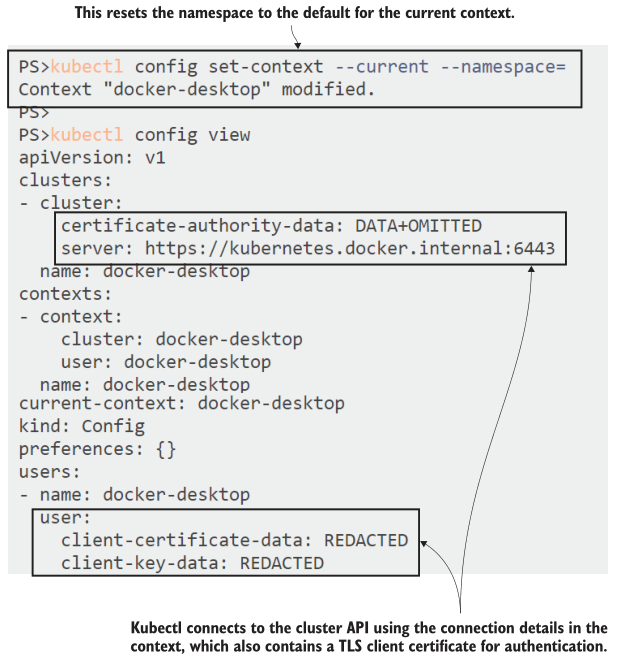 This resets the namespace to the default for the current context.
PS>kubectl config set-context --current --namespace=
Context "docker-desktop" modified.
PS>
PS>kubectl config view
apiVersion: v1
clusters:
- cluster:
    certificate-authority-data: DATA+OMITTED
    server: https://kubernetes.docker.internal:6443
  name: docker-desktop
contexts:
- context:
    cluster: docker-desktop
    user: docker-desktop
  name: docker-desktop
current-context: docker-desktop
kind: Config
preferences: {}
users:
- name: docker-desktop
  user:
    client-certificate-data: REDACTED
    client-key-data: REDACTED
Kubectl connects to the cluster API using the connection details in the
context, which also contains a TLS client certificate for authentication.